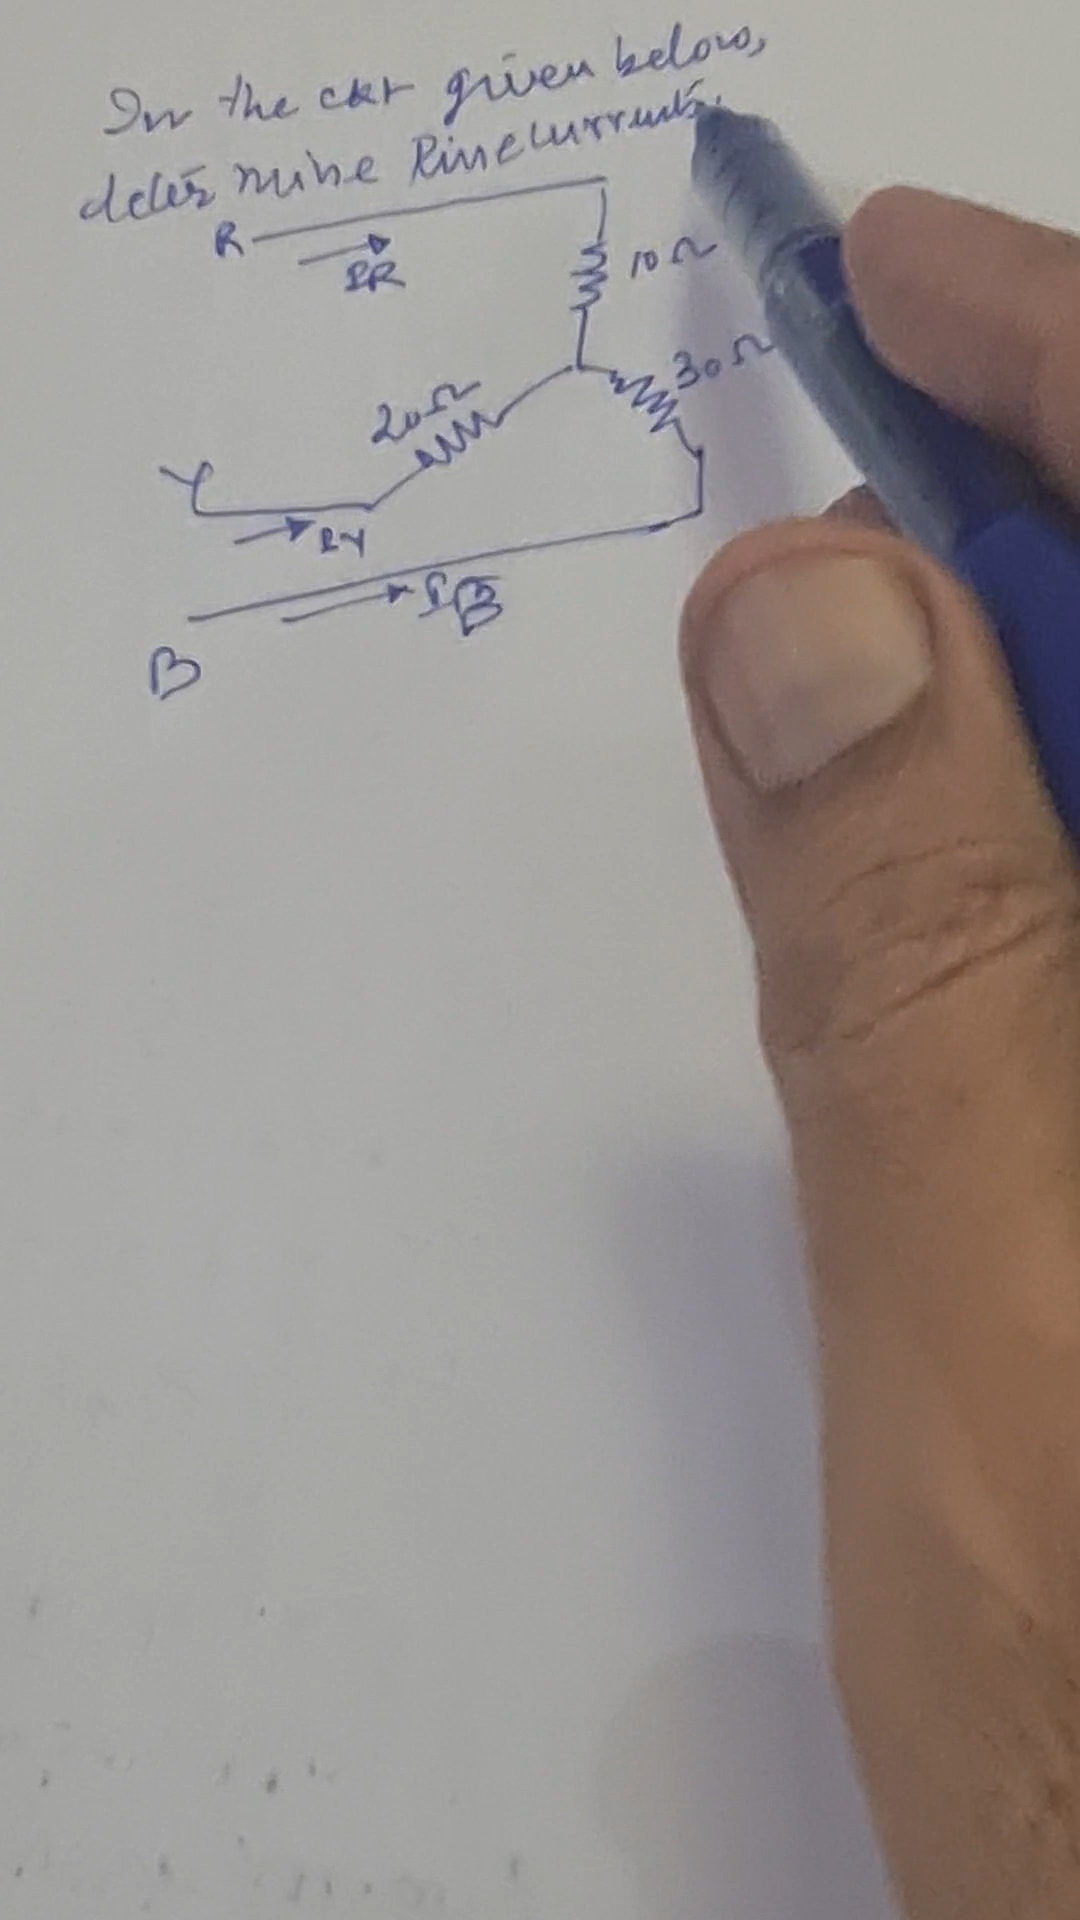 In the ckt given below,
determine line currents.
R
IR
10Ω
30Ω
20Ω
Y
IY
IB
B